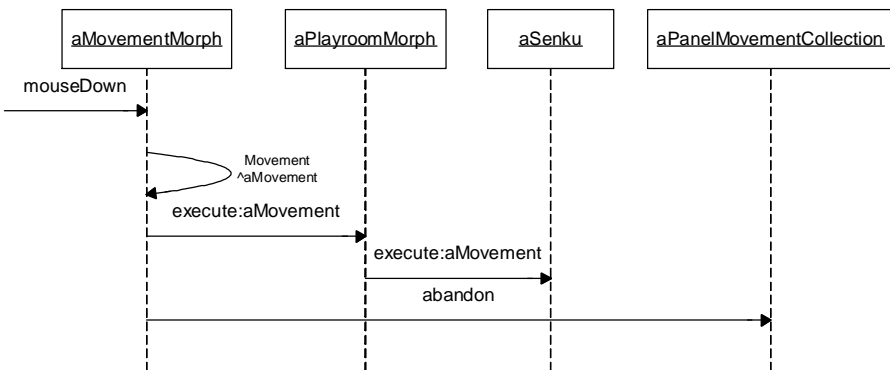 aMovementMorph
aPlayroomMorph
aSenku
aPanelMovementCollection
mouseDown
Movement
^aMovement
execute:aMovement
execute:aMovement
abandon